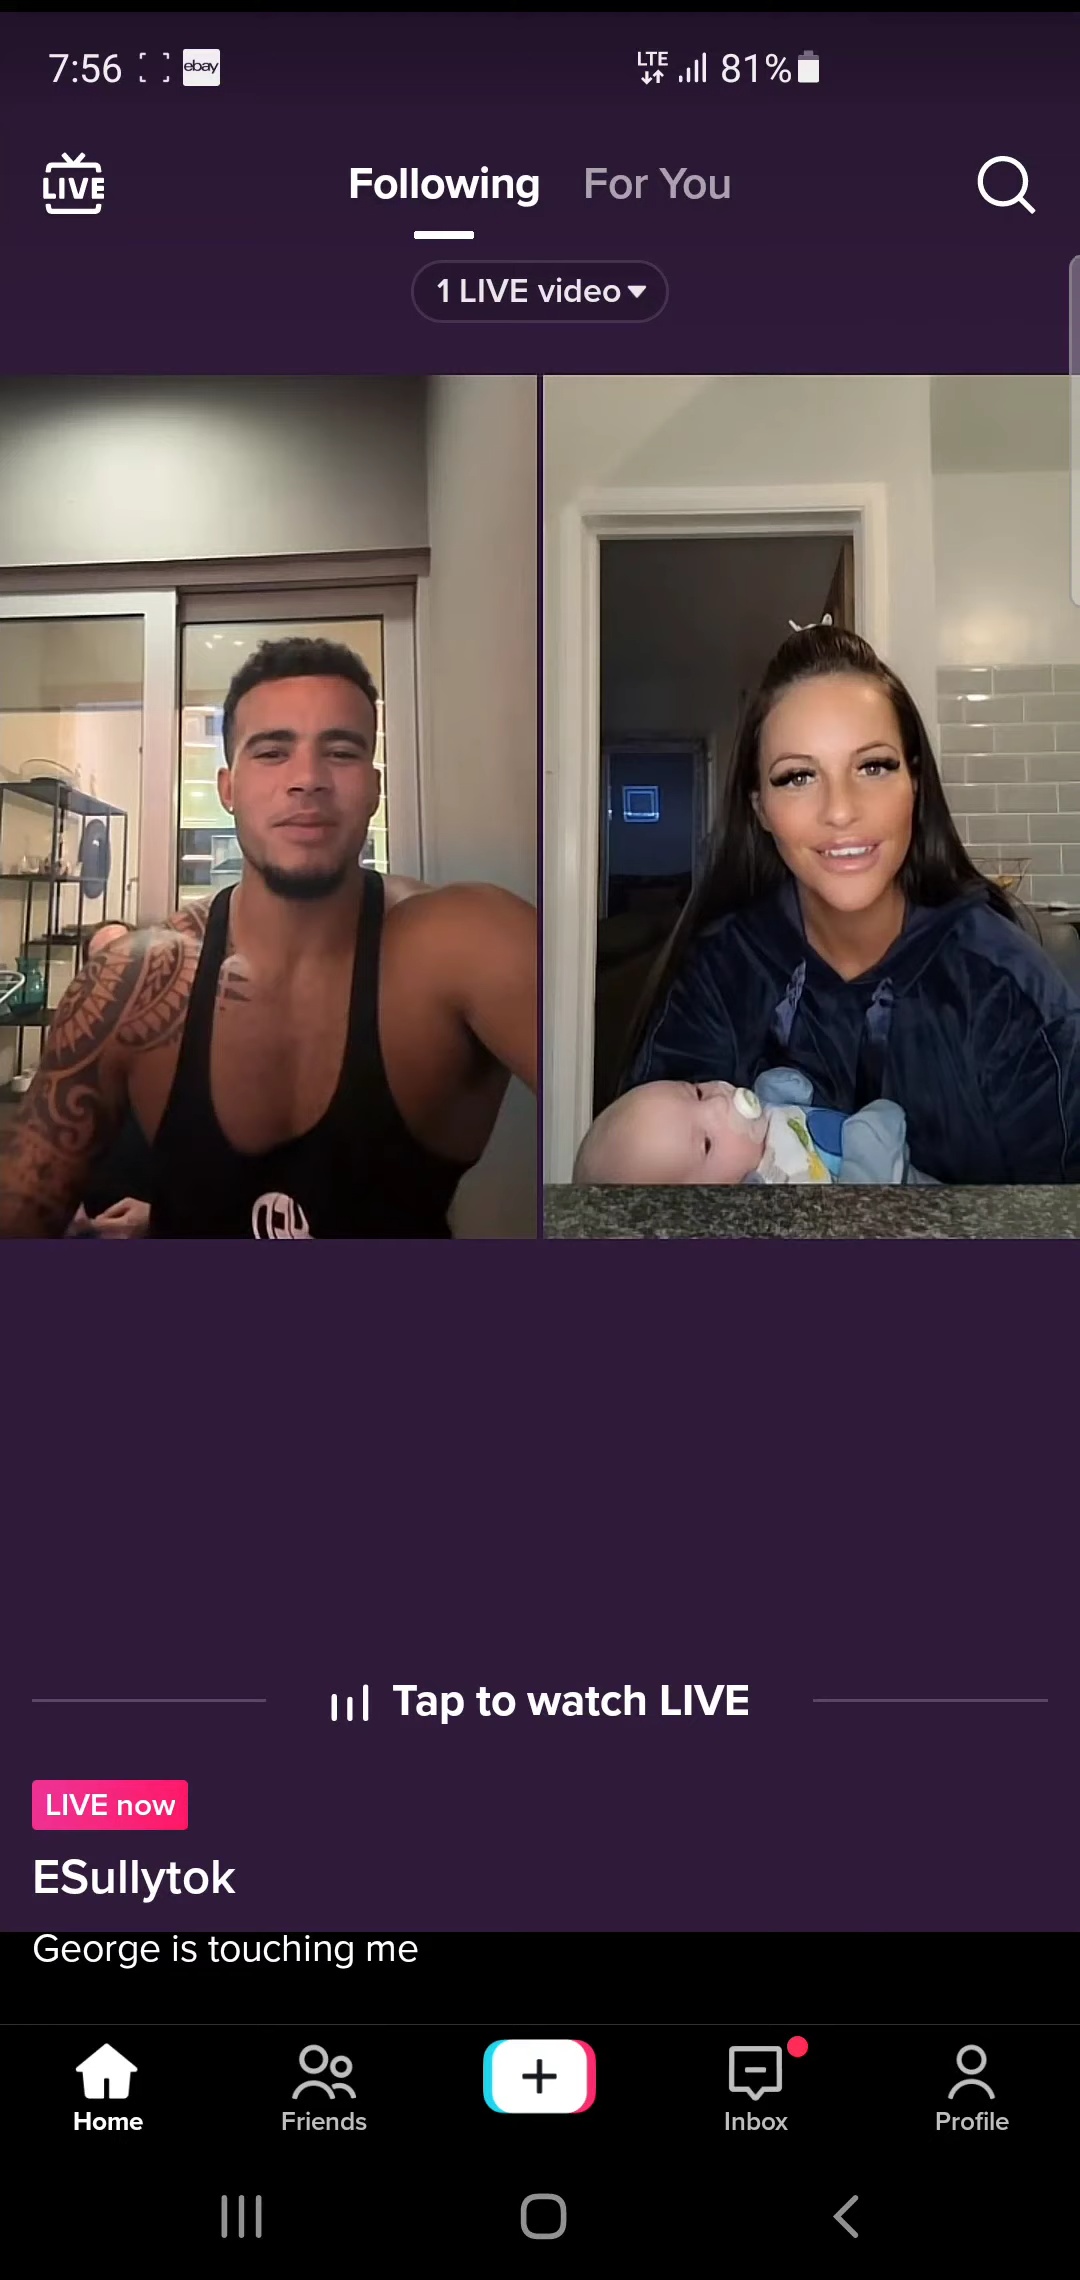 7:56 ebay LTE 81%
LIVE Following For You
1 LIVE video
Tap to watch LIVE
LIVE now
ESullytok
George is touching me
Home Friends Inbox Profile